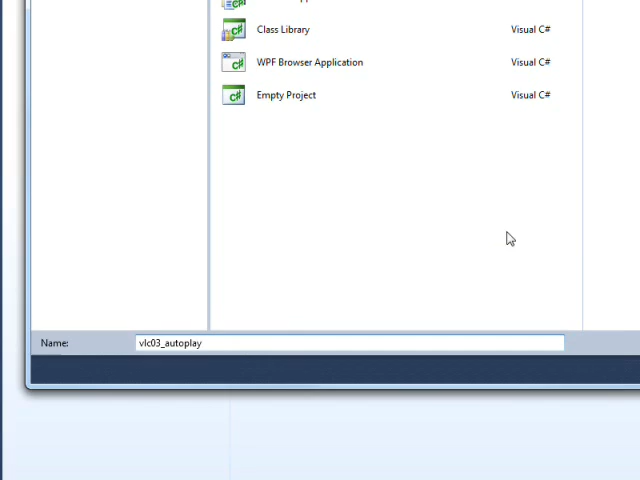 Class Library Visual C#
WPF Browser Application Visual C#
Empty Project Visual C#
Name: vlc03_autoplay